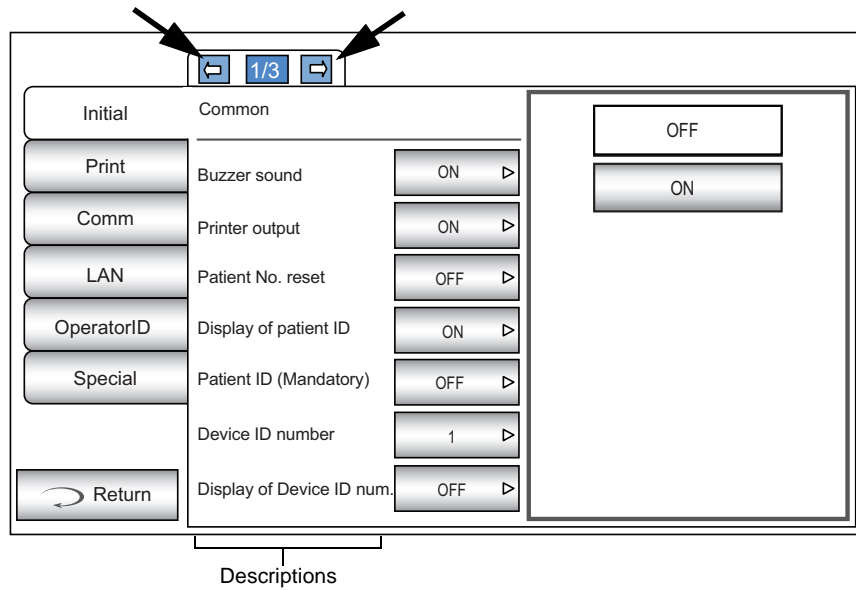 1/3
Initial
Print
Comm
LAN
OperatorID
Special
Return
Common
Buzzer sound ON
Printer output ON
Patient No. reset OFF
Display of patient ID ON
Patient ID (Mandatory) OFF
Device ID number 1
Display of Device ID num. OFF
OFF
ON
Descriptions